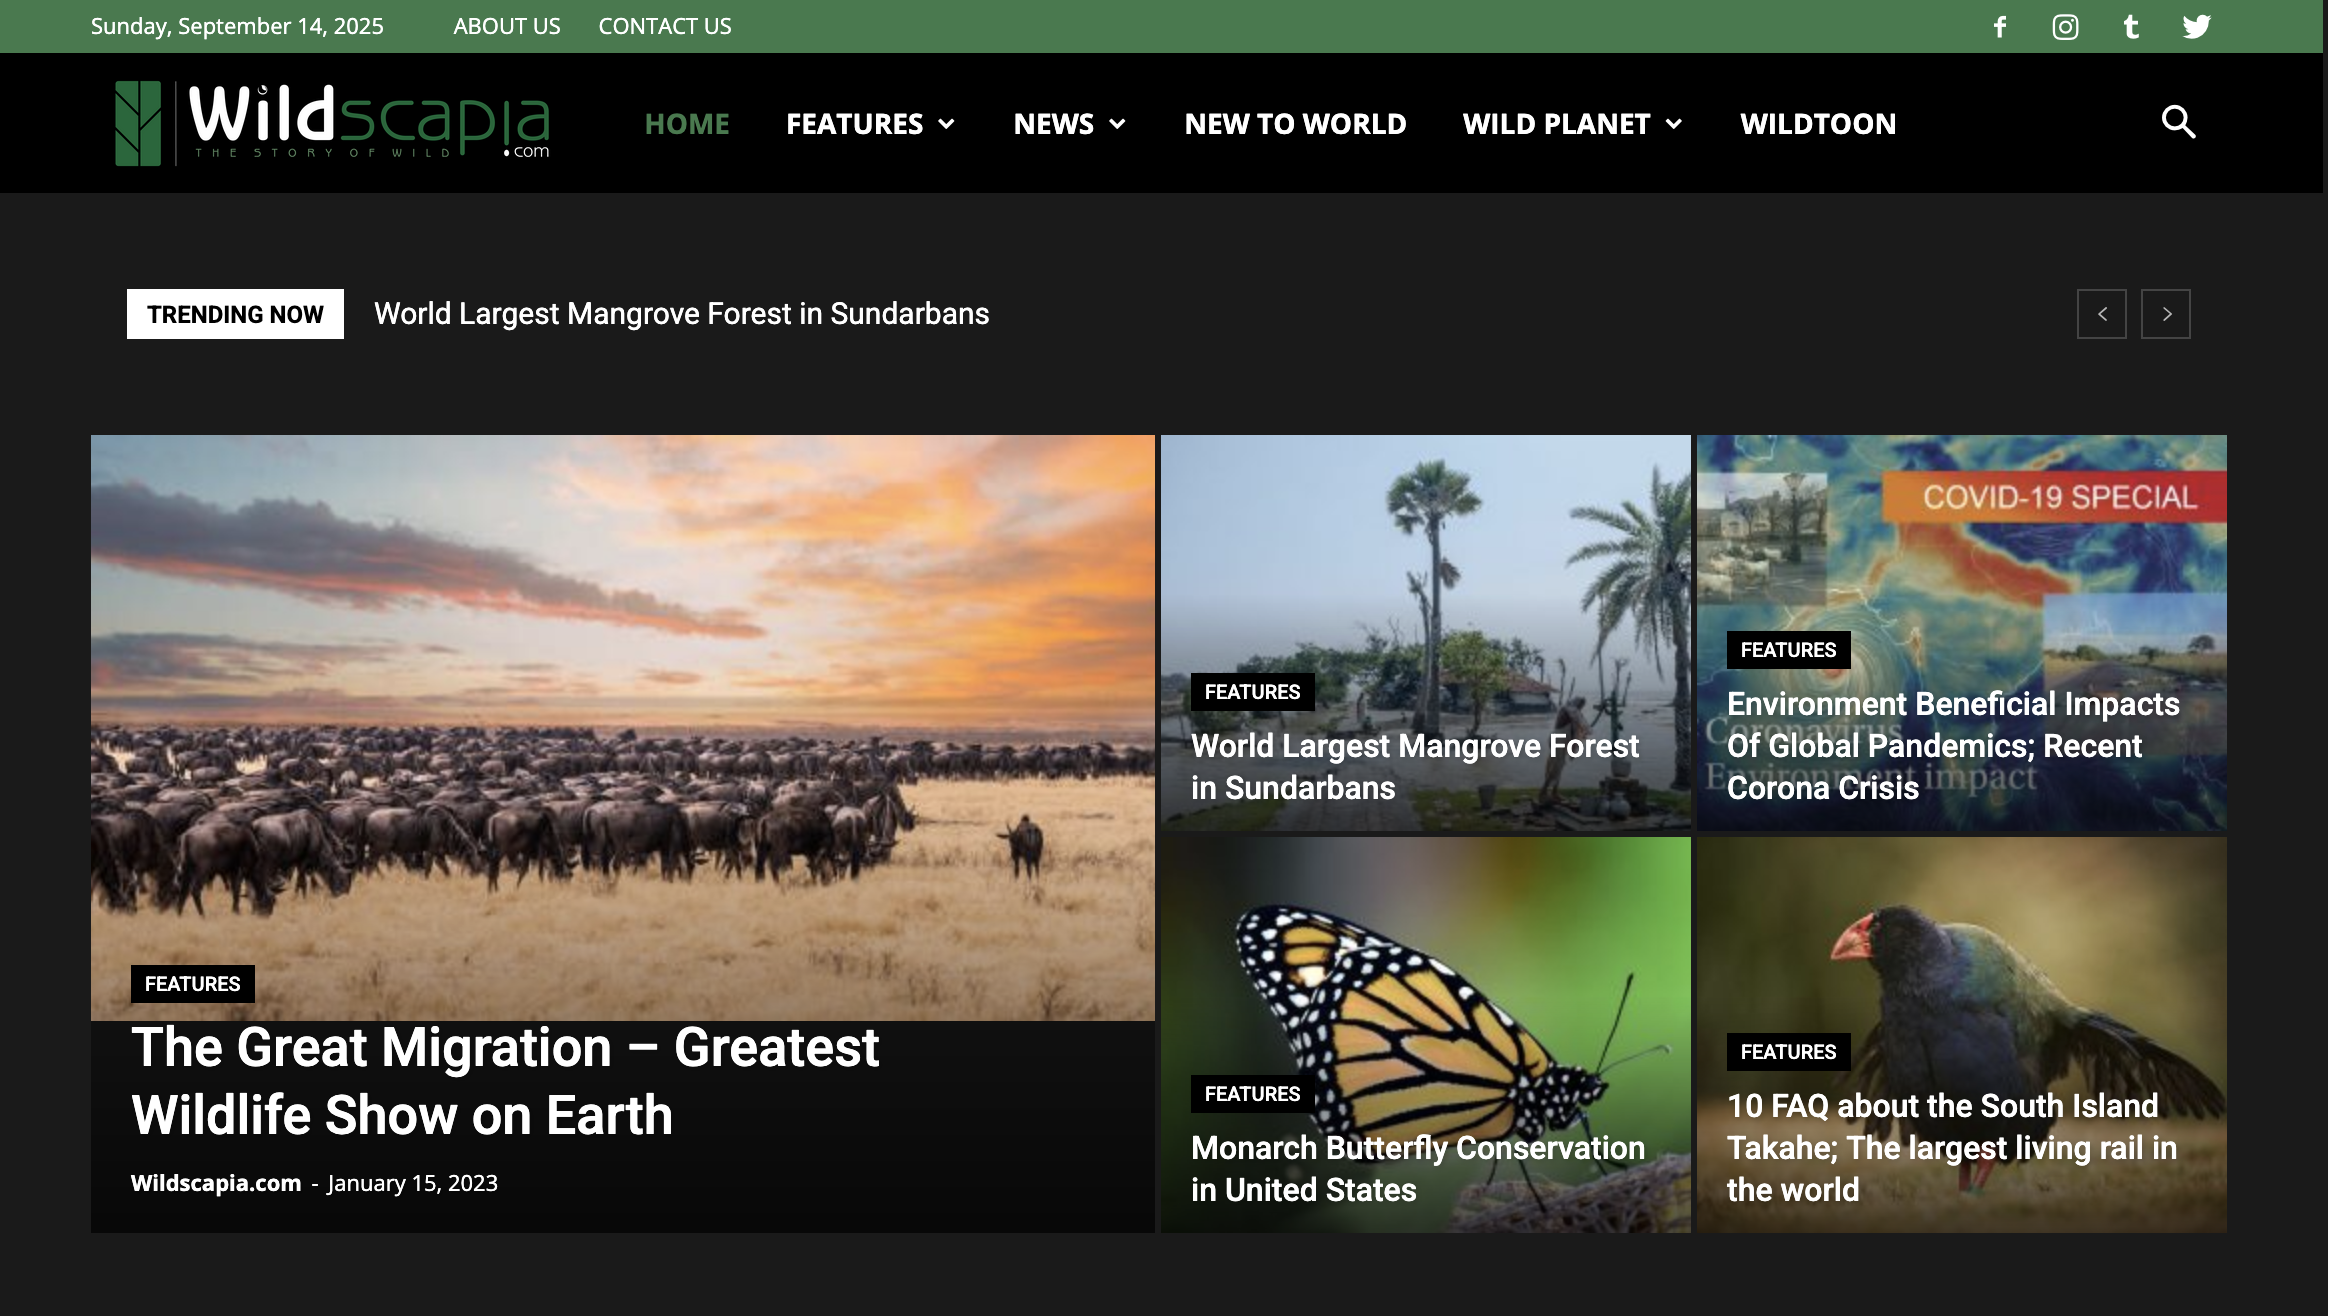 Sunday, September 14, 2025 ABOUT US CONTACT US
Wildscapia
THE STORY OF WILD .com
HOME FEATURES NEWS NEW TO WORLD WILD PLANET WILDTOON
TRENDING NOW World Largest Mangrove Forest in Sundarbans
FEATURES
The Great Migration – Greatest
Wildlife Show on Earth
Wildscapia.com - January 15, 2023
FEATURES
World Largest Mangrove Forest
in Sundarbans
COVID-19 SPECIAL
Coronavirus
Environment impact
FEATURES
Environment Beneficial Impacts
Of Global Pandemics; Recent
Corona Crisis
FEATURES
Monarch Butterfly Conservation
in United States
FEATURES
10 FAQ about the South Island
Takahe; The largest living rail in
the world